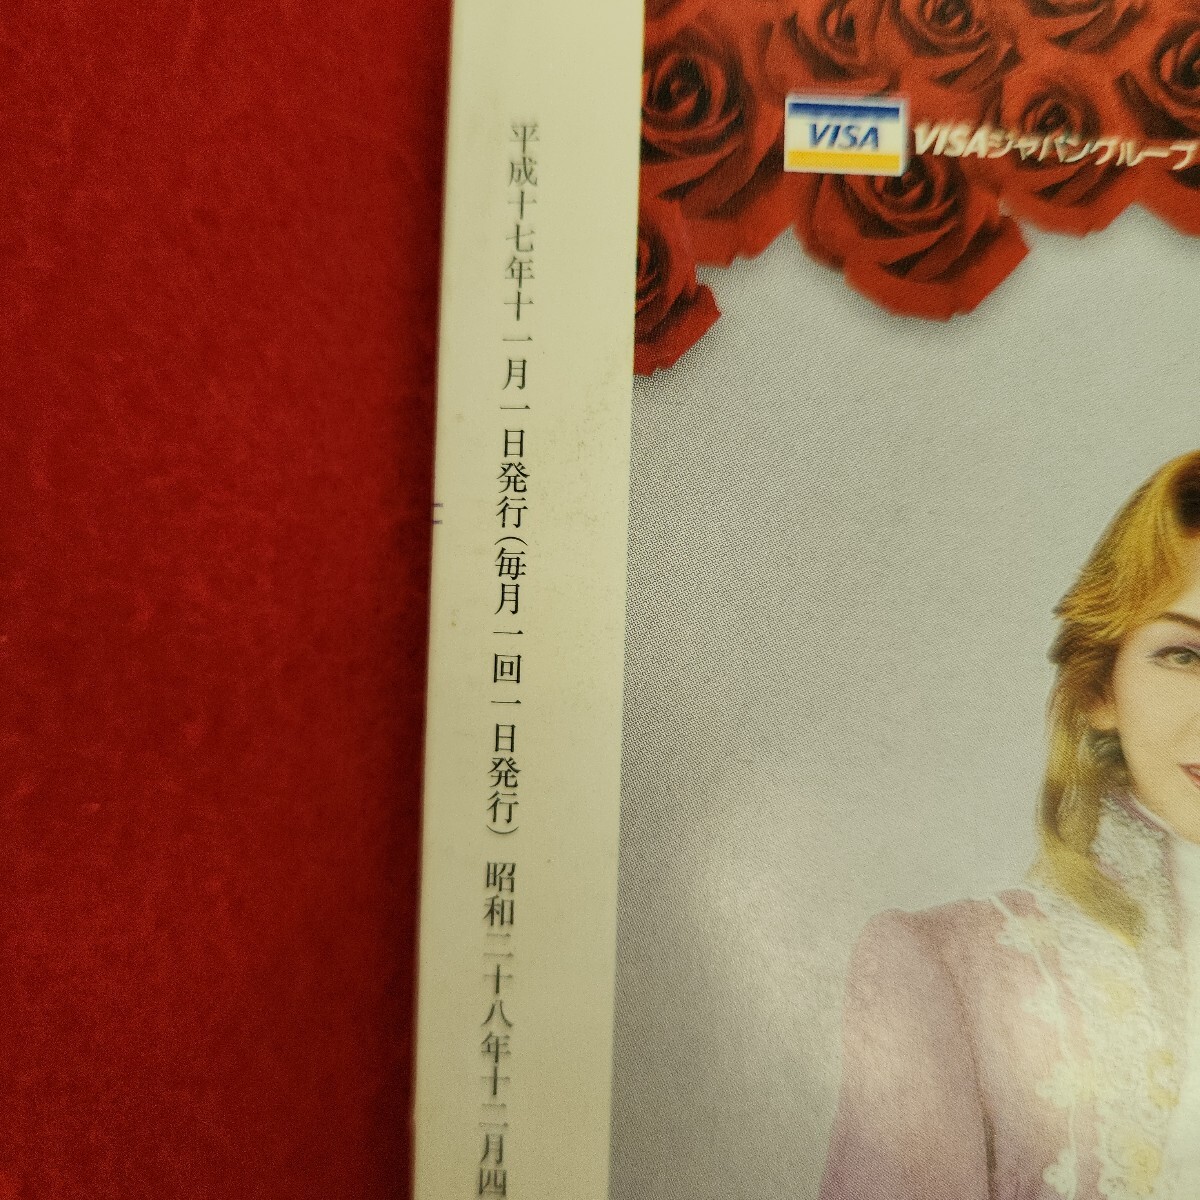 平成十七年十一月一日発行（毎月一回一日発行） 昭和二十八年十二月四
VISA
VISAジャパングループ